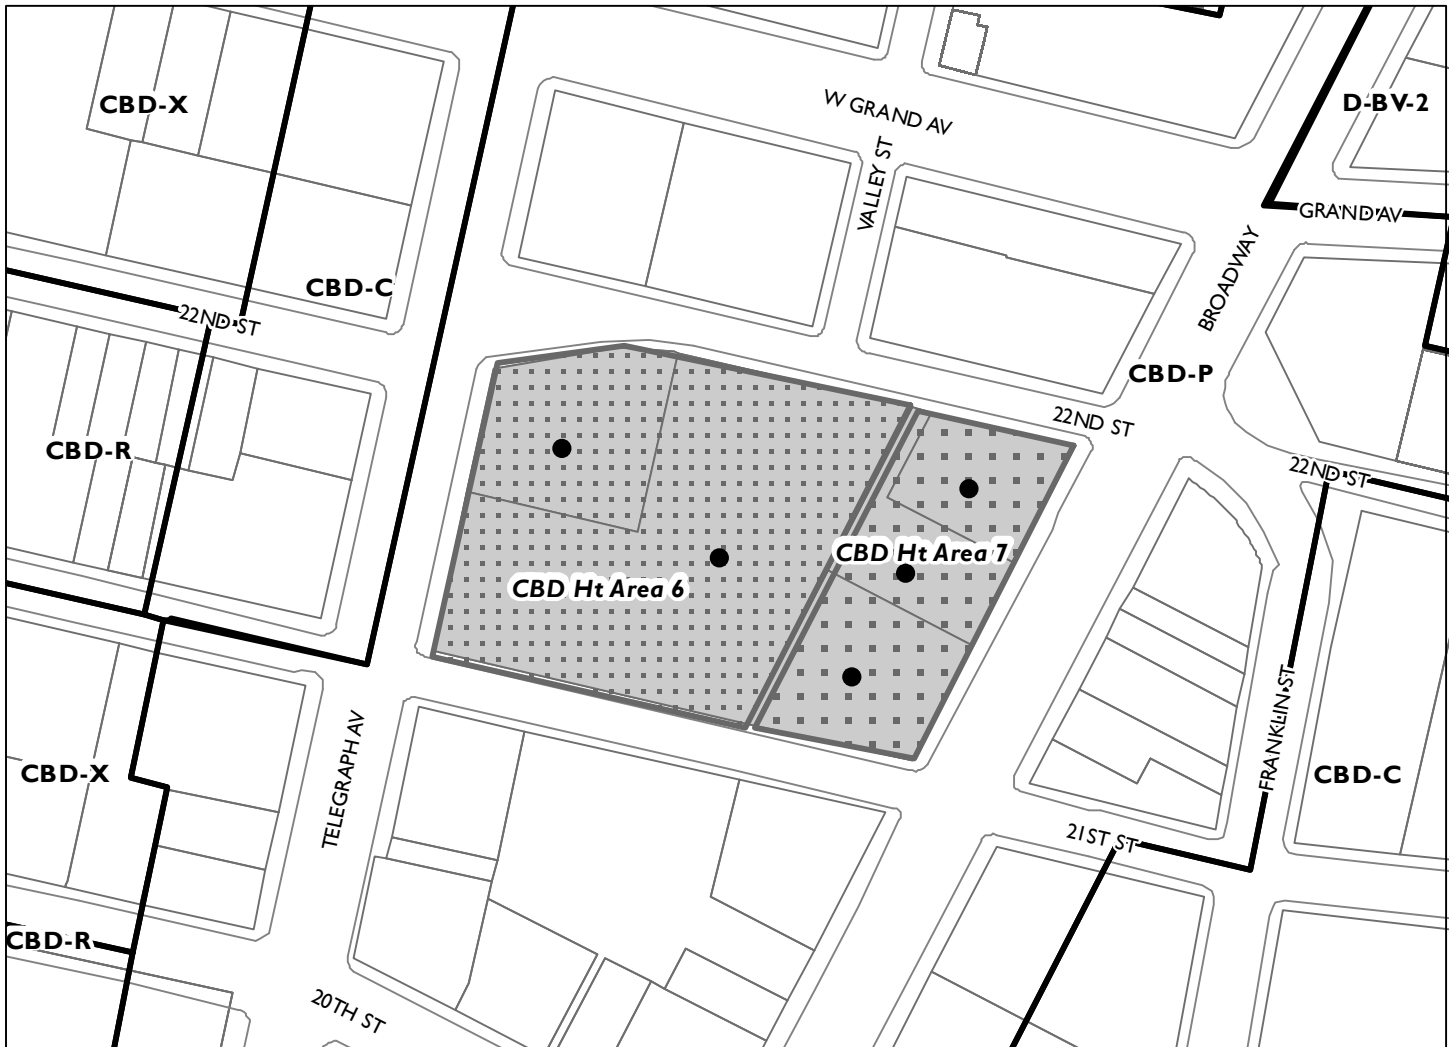 CBD-X
D-BV-2
W GRAND AV
VALLEY ST
GRAND AV
BROADWAY
CBD-C
22ND ST
CBD-P
22ND ST
CBD-R
22ND ST
CBD Ht Area 7
CBD Ht Area 6
FRANKLIN ST
TELEGRAPH AV
CBD-X
CBD-C
21ST ST
CBD-R
20TH ST